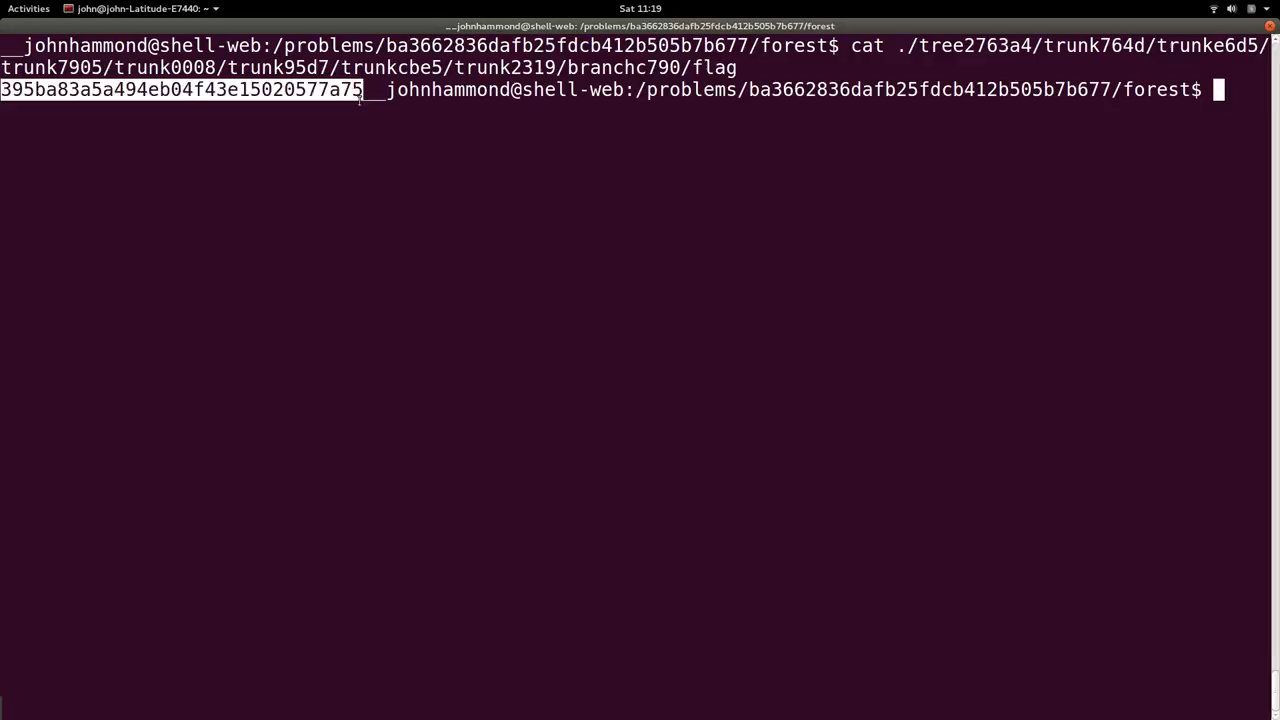 Activities
john@john-Latitude-E7440: ~
Sat 11:19
__johnhammond@shell-web: /problems/ba3662836dafb25fdcb412b505b7b677/forest
__johnhammond@shell-web:/problems/ba3662836dafb25fdcb412b505b7b677/forest$ cat ./tree2763a4/trunk764d/trunke6d5/
trunk7905/trunk0008/trunk95d7/trunkcbe5/trunk2319/branchc790/flag
395ba83a5a494eb04f43e15020577a75__johnhammond@shell-web:/problems/ba3662836dafb25fdcb412b505b7b677/forest$